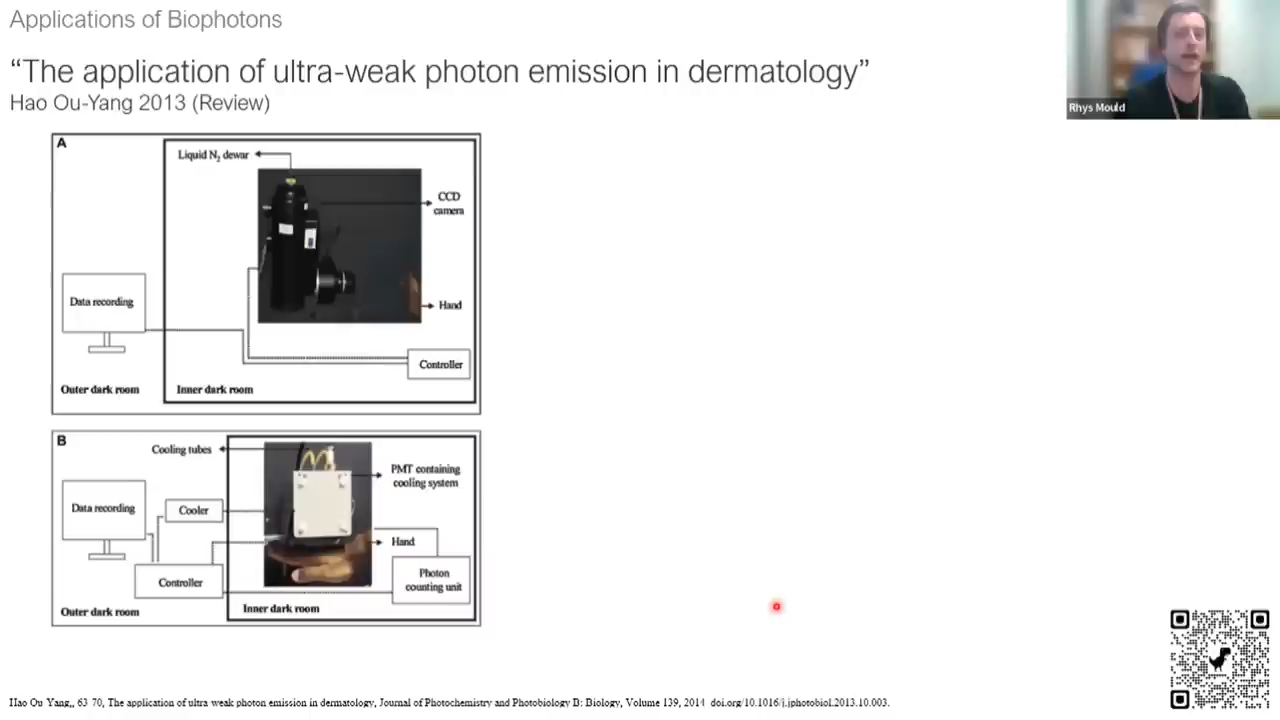 Applications of Biophotons
“The application of ultra-weak photon emission in dermatology”
Hao Ou-Yang 2013 (Review)
Rhys Mould
A
Liquid N2 dewar
CCD
camera
Data recording
Hand
Controller
Outer dark room
Inner dark room
B
Cooling tubes
PMT containing
cooling system
Data recording
Cooler
Hand
Controller
Photon
counting unit
Outer dark room
Inner dark room
Hao Ou Yang,, 63 70, The application of ultra weak photon emission in dermatology, Journal of Photochemistry and Photobiology B: Biology, Volume 139, 2014 doi.org/10.1016/j.jphotobiol.2013.10.003.